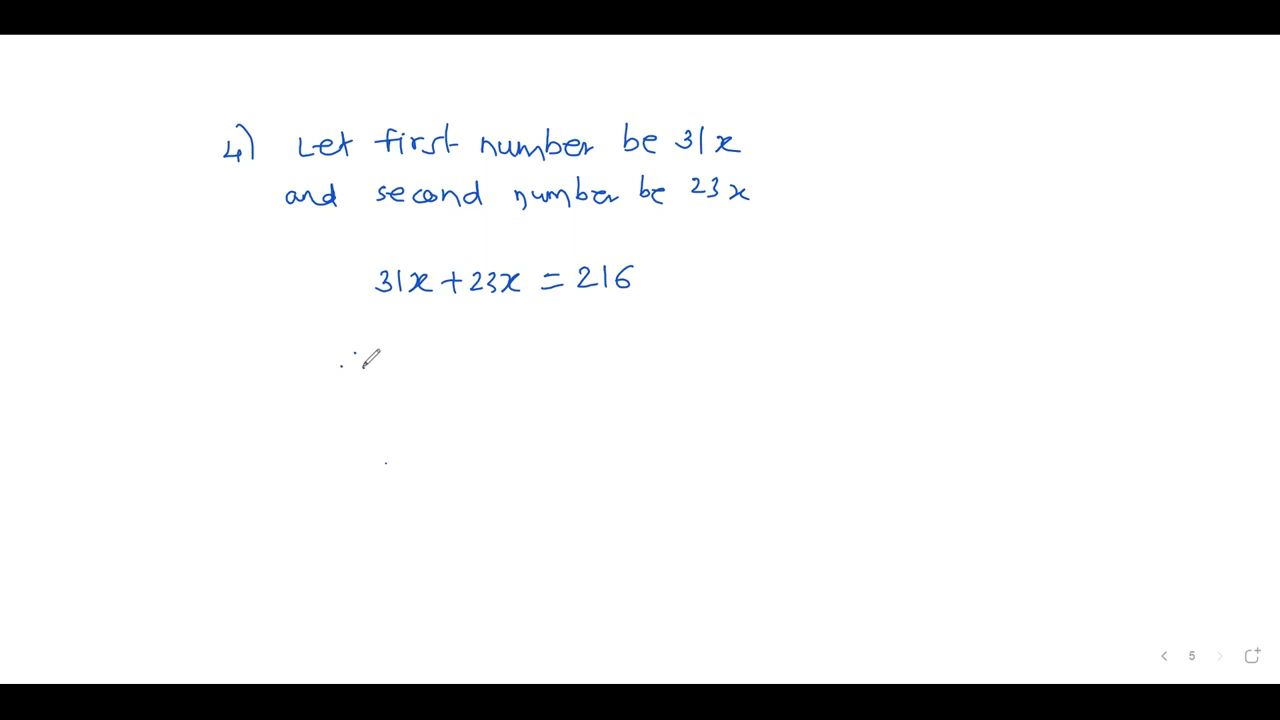 4) Let first number be 31x
and second number be 23x
31x + 23x = 216
∴
5